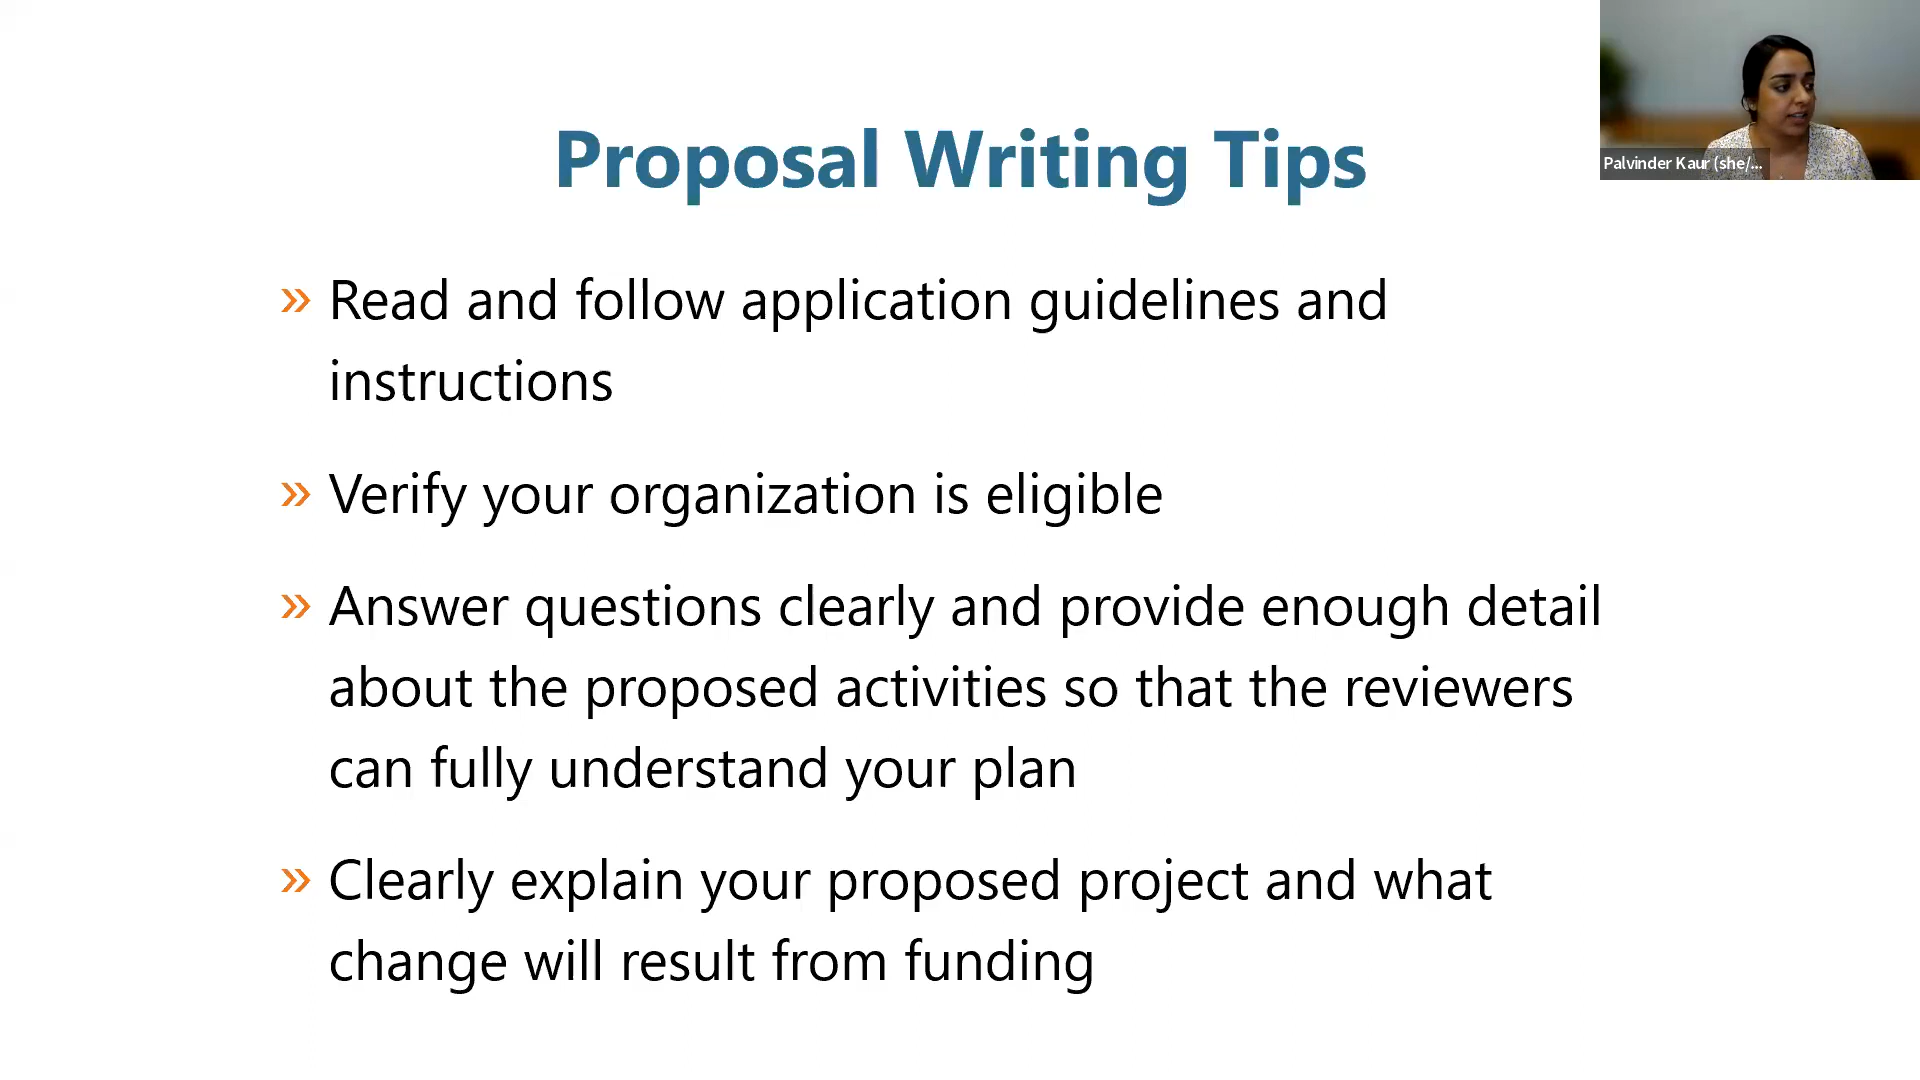 Proposal Writing Tips
Palvinder Kaur (she/...
» Read and follow application guidelines and
instructions
» Verify your organization is eligible
» Answer questions clearly and provide enough detail
about the proposed activities so that the reviewers
can fully understand your plan
» Clearly explain your proposed project and what
change will result from funding